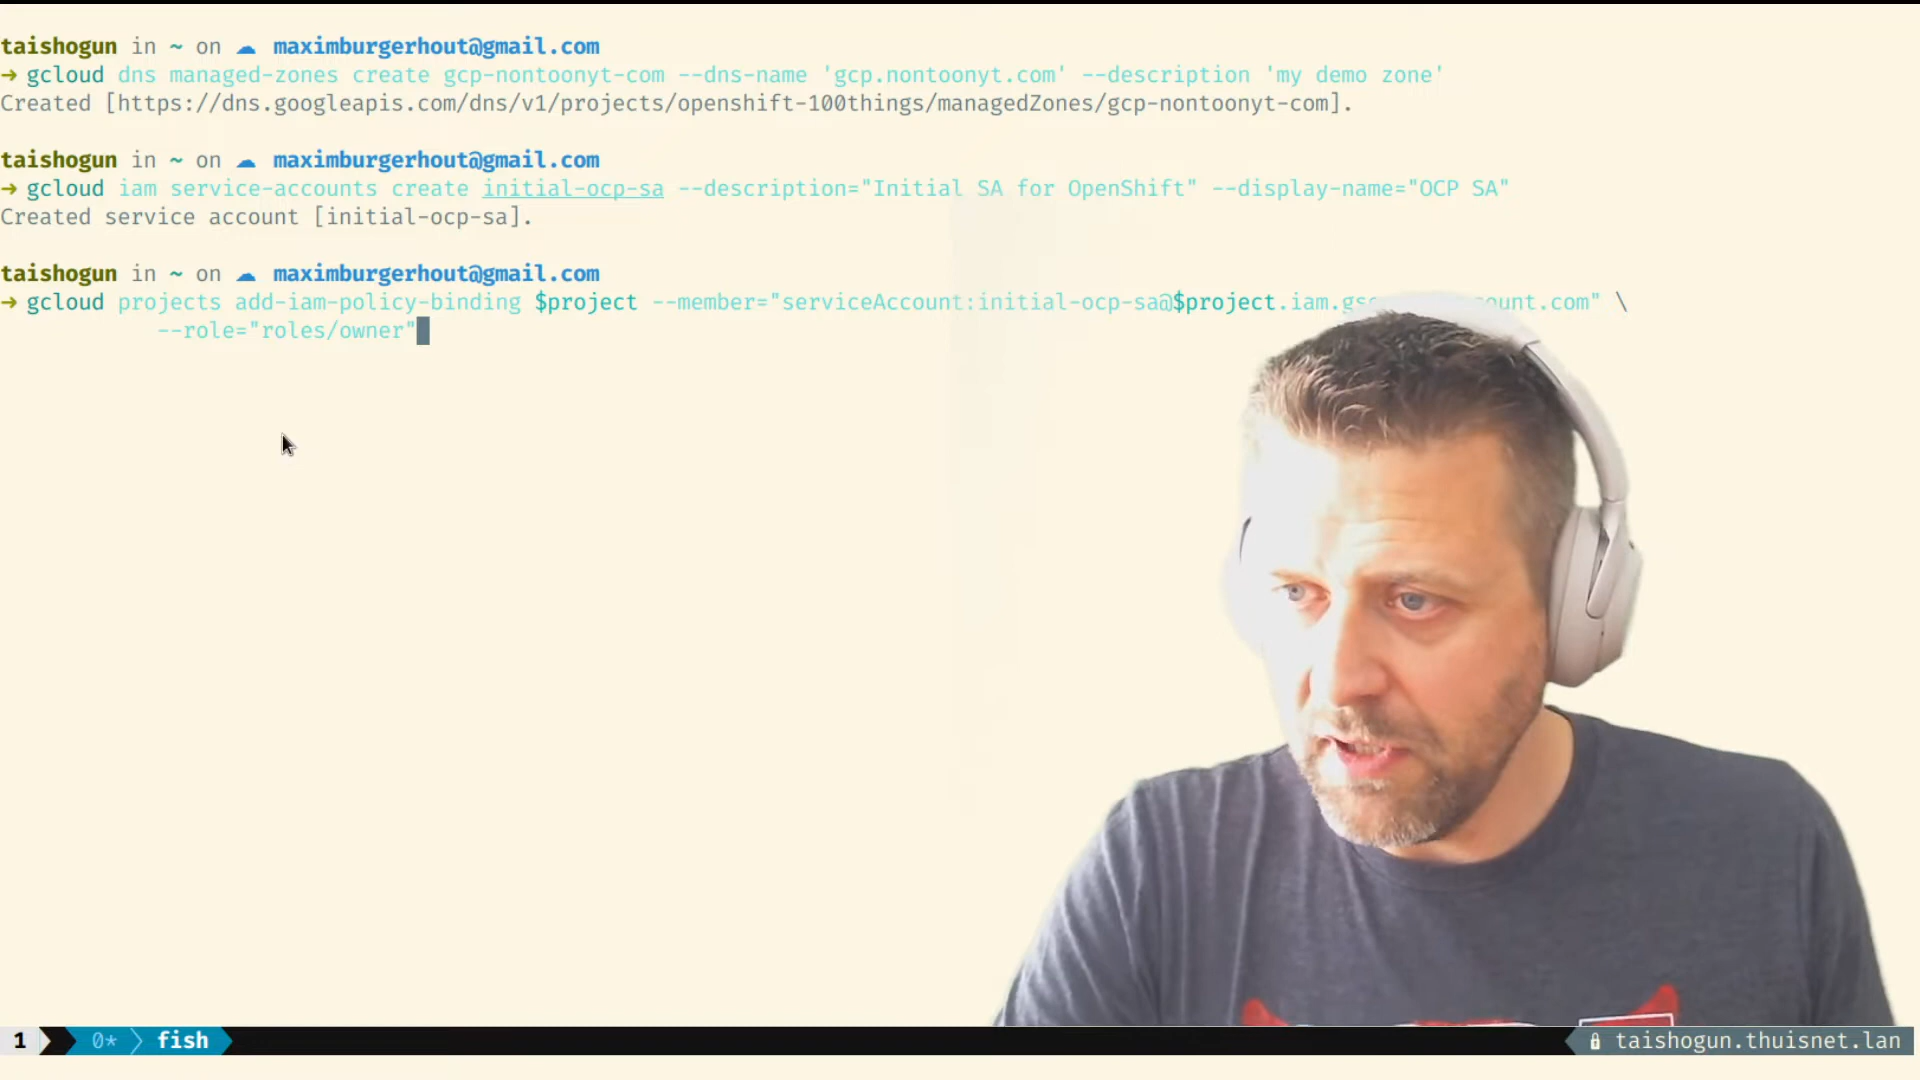 taishogun in ~ on ☁ maximburgerhout@gmail.com
➜ gcloud dns managed-zones create gcp-nontoonyt-com --dns-name 'gcp.nontoonyt.com' --description 'my demo zone'
Created [https://dns.googleapis.com/dns/v1/projects/openshift-100things/managedZones/gcp-nontoonyt-com].
taishogun in ~ on ☁ maximburgerhout@gmail.com
➜ gcloud iam service-accounts create initial-ocp-sa --description="Initial SA for OpenShift" --display-name="OCP SA"
Created service account [initial-ocp-sa].
taishogun in ~ on ☁ maximburgerhout@gmail.com
➜ gcloud projects add-iam-policy-binding $project --member="serviceAccount:initial-ocp-sa@$project.iam.gs ount.com" \
--role="roles/owner"
1 0* fish taishogun.thuisnet.lan